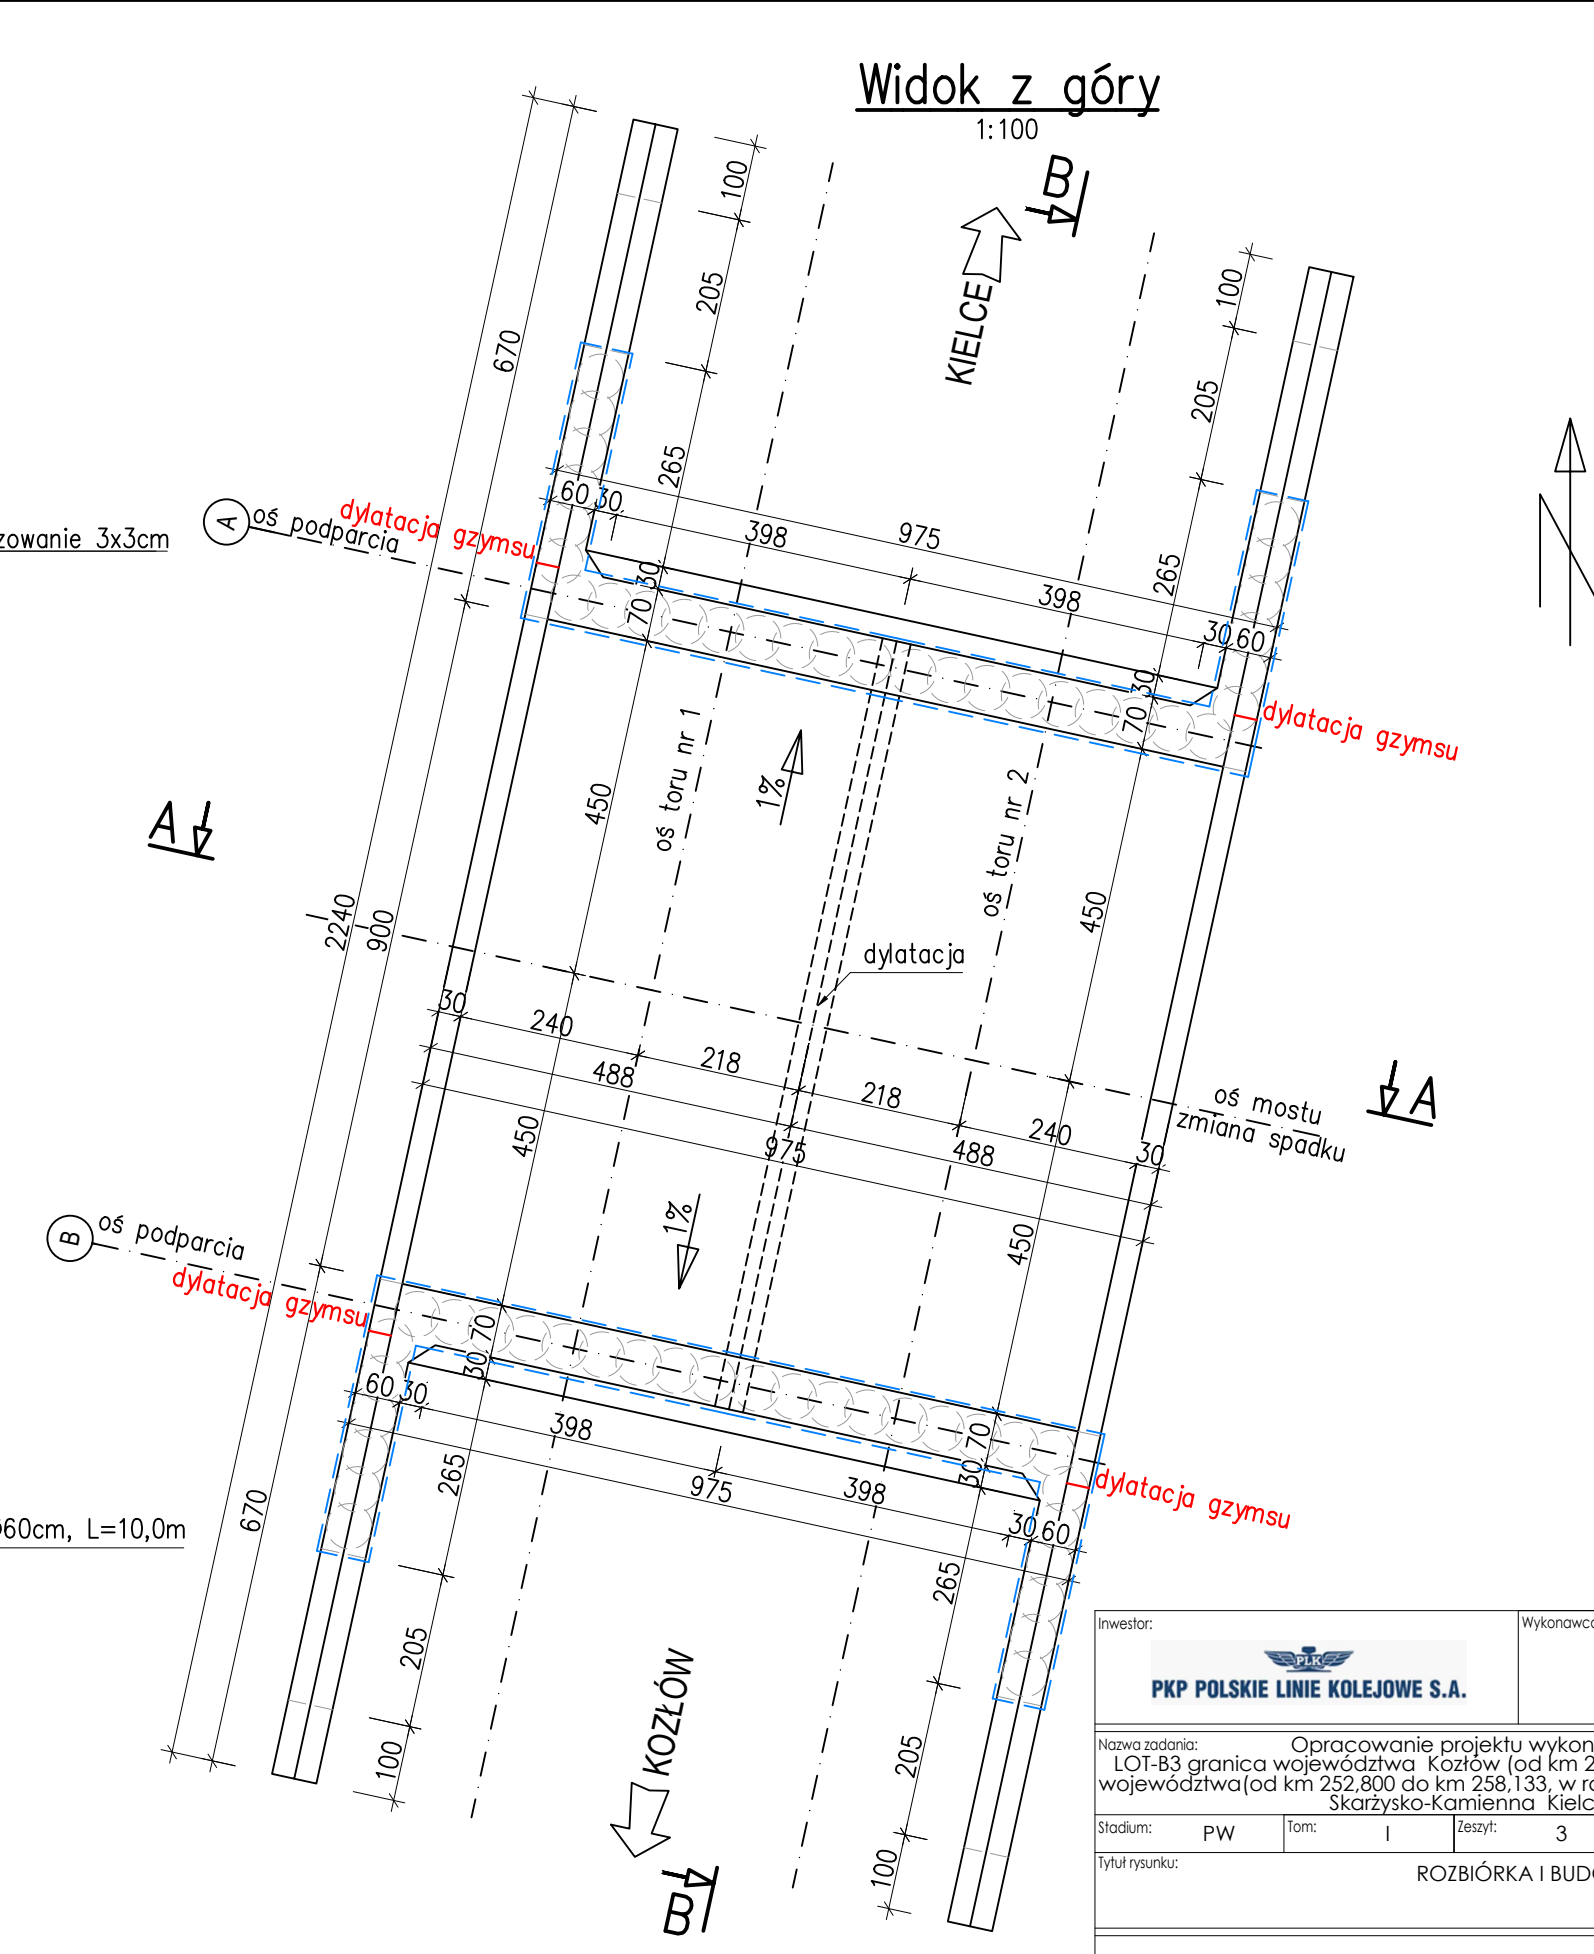 Widok z góry
1:100
B
KIELCE
100
205
265
100
205
265
670
zowanie 3x3cm
A
oś podparcia
dylatacja gzymsu
60
30
398
975
398
30
60
30
70
30
70
dylatacja gzymsu
oś toru nr 1
1%
oś toru nr 2
450
450
A
2240
900
dylatacja
30
240
218
218
240
30
488
488
975
oś mostu
zmiana spadku
A
450
450
1%
B
oś podparcia
dylatacja gzymsu
70
30
60
30
398
975
398
70
30
30
60
dylatacja gzymsu
265
205
100
265
205
100
670
60cm, L=10,0m
KOZŁÓW
B
Inwestor:
Wykonawca
PLK
PKP POLSKIE LINIE KOLEJOWE S.A.
Nazwa zadania:
Opracowanie projektu wykon
LOT-B3 granica województwa Kozłów (od km 2
województwa(od km 252,800 do km 258,133, w ra
Skarżysko-Kamienna Kielc
Stadium:
PW
Tom:
I
Zeszyt:
3
Tytuł rysunku:
ROZBIÓRKA I BUD